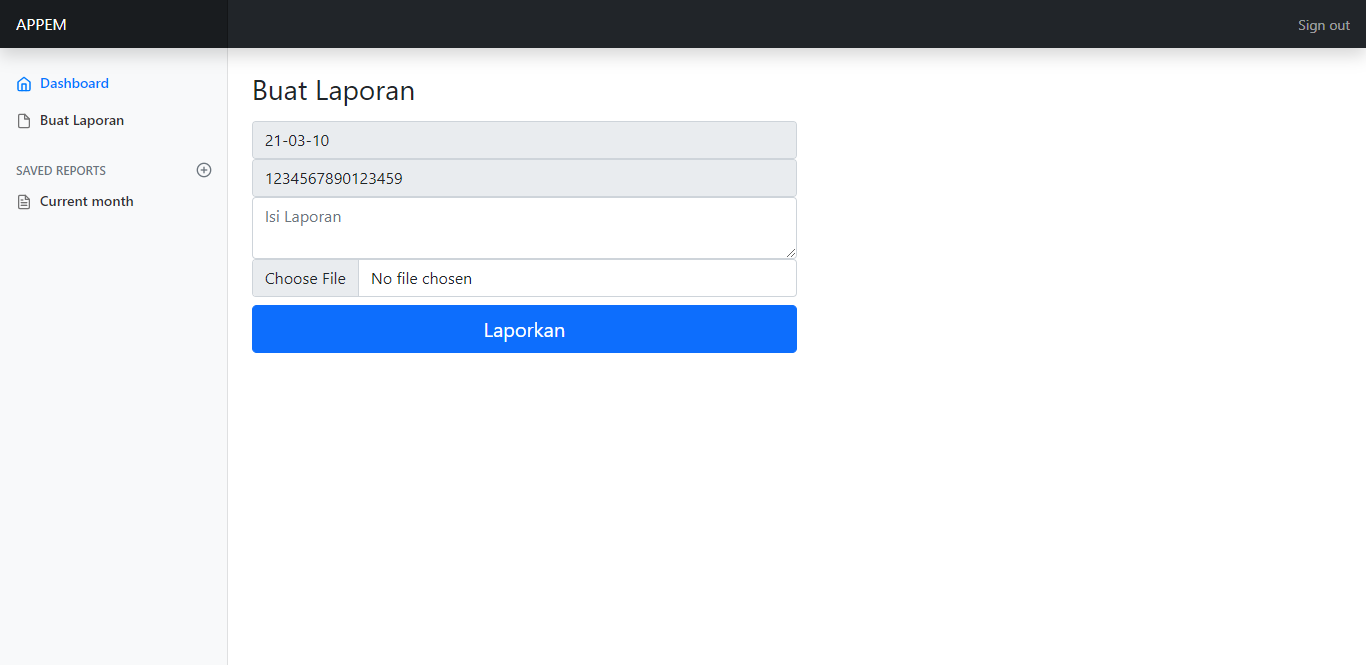 APPEM
Sign out
Dashboard
Buat Laporan
SAVED REPORTS
Current month
Buat Laporan
21-03-10
1234567890123459
Isi Laporan
Choose File No file chosen
Laporkan